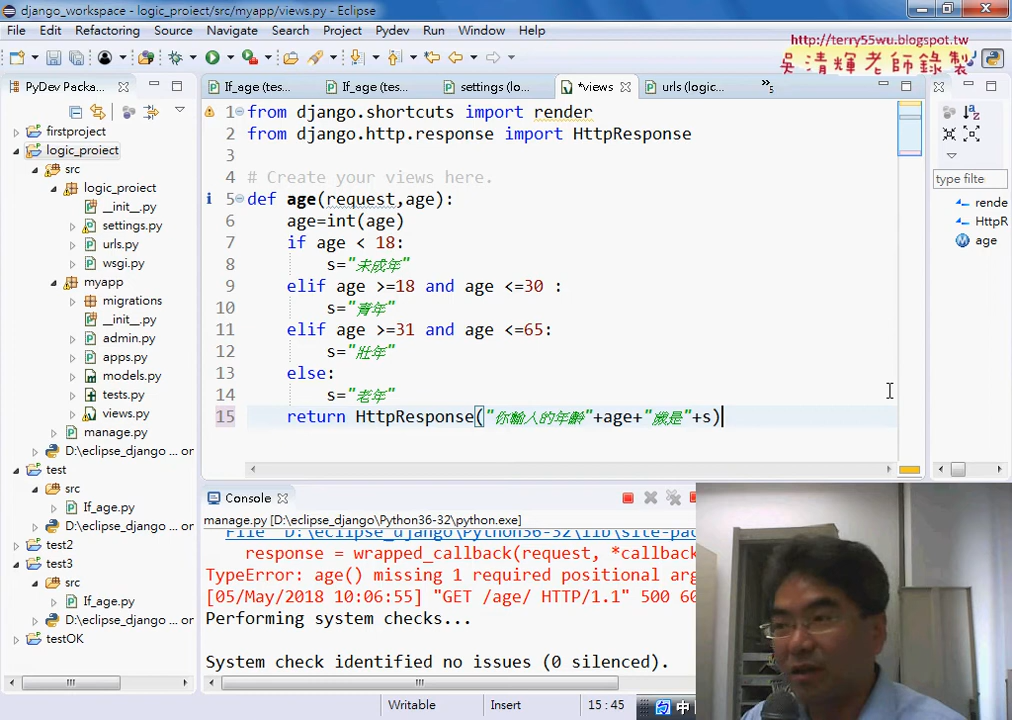 django_workspace - logic_proiect/src/myapp/views.py - Eclipse
File Edit Refactoring Source Navigate Search Project Pydev Run Window Help
http://terry55wu.blogspot.tw
吳清輝老師錄製
PyDev Packa...
If_age (tes...
If_age (tes...
settings (lo...
*views
urls (logic...
»5
firstproject
logic_proiect
src
logic_proiect
__init__.py
settings.py
urls.py
wsgi.py
myapp
migrations
__init__.py
admin.py
apps.py
models.py
tests.py
views.py
manage.py
D:\eclipse_django ... or
test
src
If_age.py
D:\eclipse_django ... or
test2
test3
src
If_age.py
D:\eclipse_django ... or
testOK
1 from django.shortcuts import render
2 from django.http.response import HttpResponse
3
4 # Create your views here.
5 def age(request,age):
6 age=int(age)
7 if age < 18:
8 s="未成年"
9 elif age >=18 and age <=30 :
10 s="青年"
11 elif age >=31 and age <=65:
12 s="壯年"
13 else:
14 s="老年"
15 return HttpResponse("你輸人的年齡"+age+"歲是"+s)
type filte
rende
HttpR
age
Console
manage.py [D:\eclipse_django\Python36-32\python.exe]
File "D:\eclipse_django\Python36-32\lib\site-pac
response = wrapped_callback(request, *callback
TypeError: age() missing 1 required positional arg
[05/May/2018 10:06:55] "GET /age/ HTTP/1.1" 500 60
Performing system checks...
System check identified no issues (0 silenced).
Writable Insert 15 : 45
中